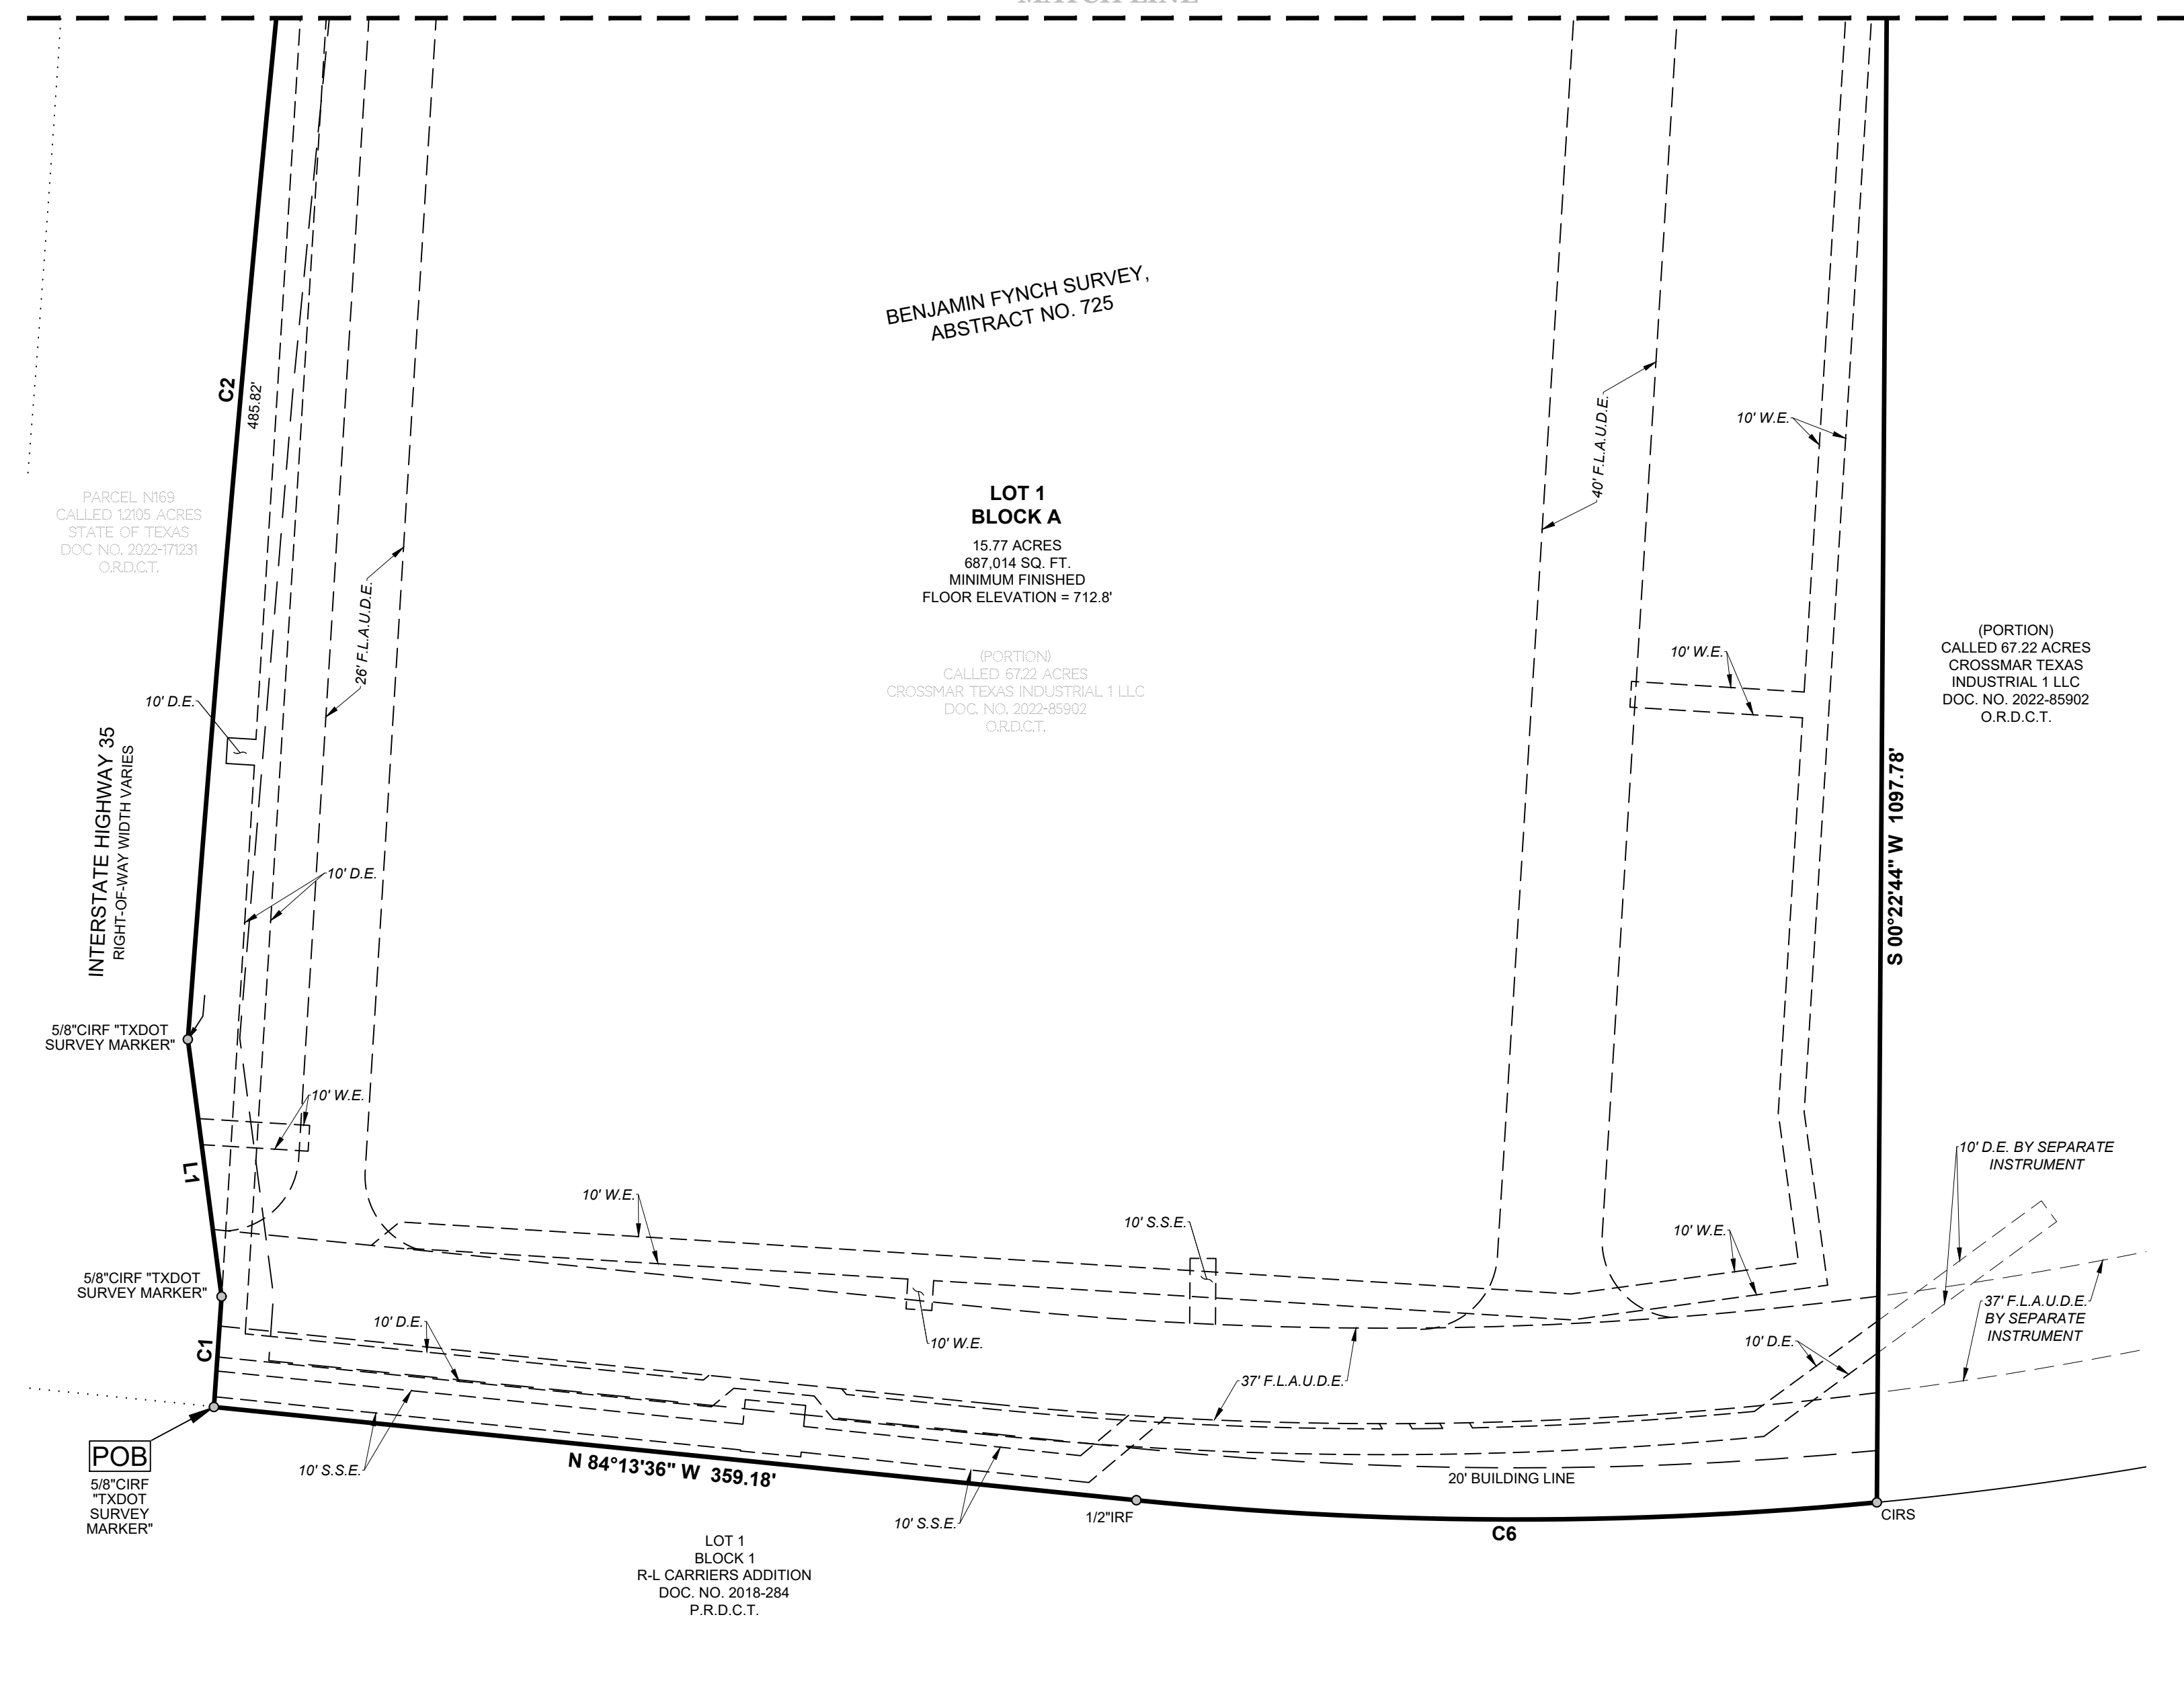 MATCH LINE
BENJAMIN FYNCH SURVEY,
ABSTRACT NO. 725
C2
485.82'
40' F.L.A.U.D.E.
10' W.E.
PARCEL N169
CALLED 1.2105 ACRES
STATE OF TEXAS
DOC NO. 2022-171231
O.R.D.C.T.
LOT 1
BLOCK A
15.77 ACRES
687,014 SQ. FT.
MINIMUM FINISHED
FLOOR ELEVATION = 712.8'
26' F.L.A.U.D.E.
(PORTION)
CALLED 67.22 ACRES
CROSSMAR TEXAS INDUSTRIAL 1 LLC
DOC. NO. 2022-85902
O.R.D.C.T.
10' W.E.
(PORTION)
CALLED 67.22 ACRES
CROSSMAR TEXAS
INDUSTRIAL 1 LLC
DOC. NO. 2022-85902
O.R.D.C.T.
10' D.E.
INTERSTATE HIGHWAY 35
RIGHT-OF-WAY WIDTH VARIES
S 00°22'44" W 1097.78'
10' D.E.
5/8"CIRF "TXDOT
SURVEY MARKER"
10' W.E.
L1
10' D.E. BY SEPARATE
INSTRUMENT
10' W.E.
10' S.S.E.
10' W.E.
5/8"CIRF "TXDOT
SURVEY MARKER"
37' F.L.A.U.D.E.
BY SEPARATE
INSTRUMENT
10' D.E.
10' W.E.
10' D.E.
C1
37' F.L.A.U.D.E.
POB
5/8"CIRF
"TXDOT
SURVEY
MARKER"
10' S.S.E.
N 84°13'36" W 359.18'
20' BUILDING LINE
10' S.S.E.
1/2"IRF
CIRS
C6
LOT 1
BLOCK 1
R-L CARRIERS ADDITION
DOC. NO. 2018-284
P.R.D.C.T.